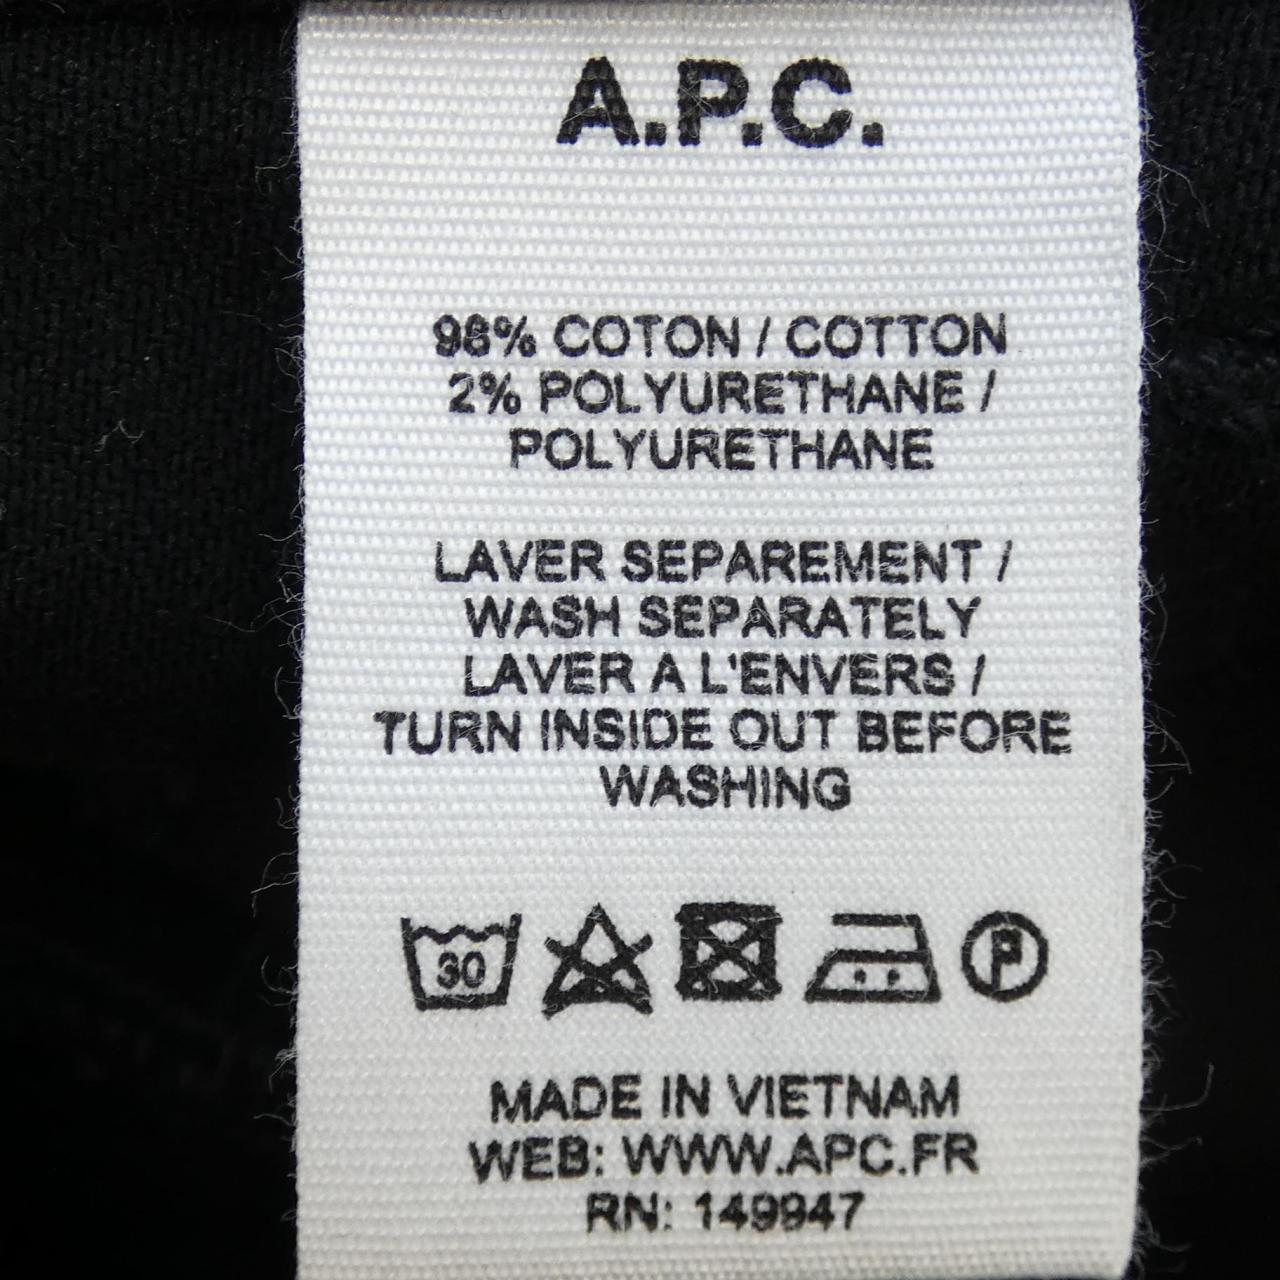 A.P.C.
98% COTON / COTTON
2% POLYURETHANE /
POLYURETHANE
LAVER SEPAREMENT /
WASH SEPARATELY
LAVER A L'ENVERS /
TURN INSIDE OUT BEFORE
WASHING
30 P
MADE IN VIETNAM
WEB: WWW.APC.FR
RN: 149947